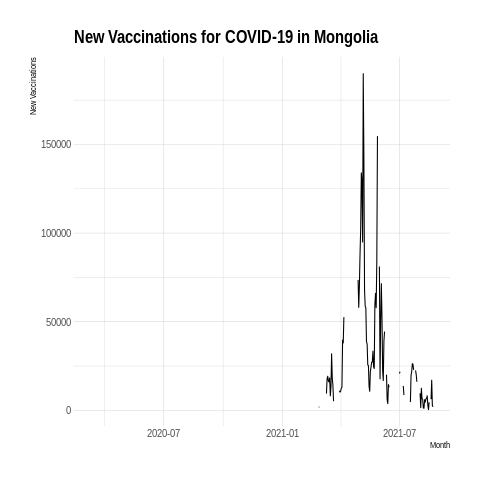 New Vaccinations for COVID-19 in Mongolia
New Vaccinations
150000
100000
50000
0
2020-07
2021-01
2021-07
Month